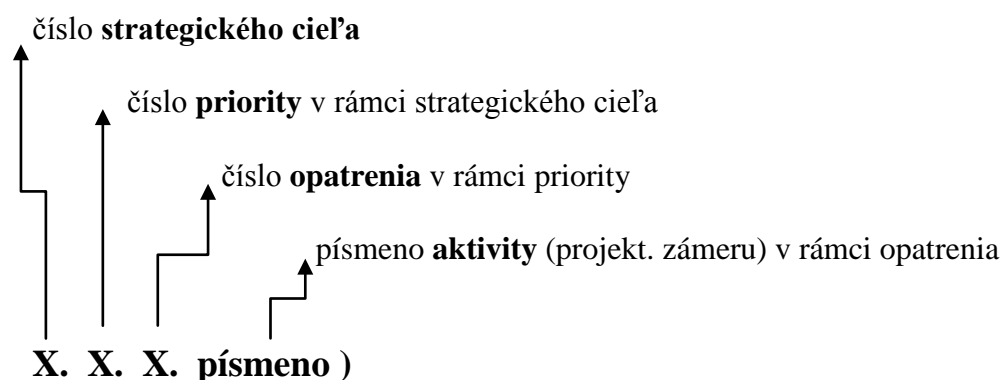 číslo strategického cieľa
číslo priority v rámci strategického cieľa
číslo opatrenia v rámci priority
písmeno aktivity (projekt. zámeru) v rámci opatrenia
X. X. X. písmeno )